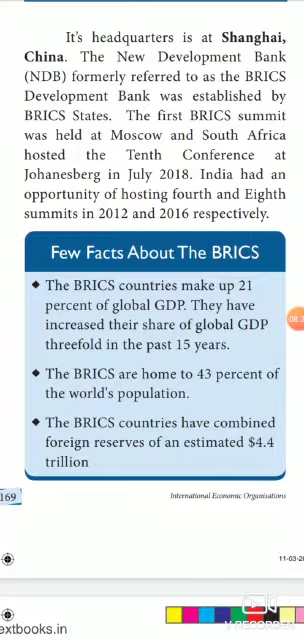 It's headquarters is at Shanghai,
China. The New Development Bank
(NDB) formerly referred to as the BRICS
Development Bank was established by
BRICS States. The first BRICS summit
was held at Moscow and South Africa
hosted the Tenth Conference at
Johanesberg in July 2018. India had an
opportunity of hosting fourth and Eighth
summits in 2012 and 2016 respectively.
Few Facts About The BRICS
◆ The BRICS countries make up 21
percent of global GDP. They have
increased their share of global GDP
threefold in the past 15 years.
◆ The BRICS are home to 43 percent of
the world's population.
◆ The BRICS countries have combined
foreign reserves of an estimated $4.4
trillion
169
International Economic Organisations
11-03-20
extbooks.in